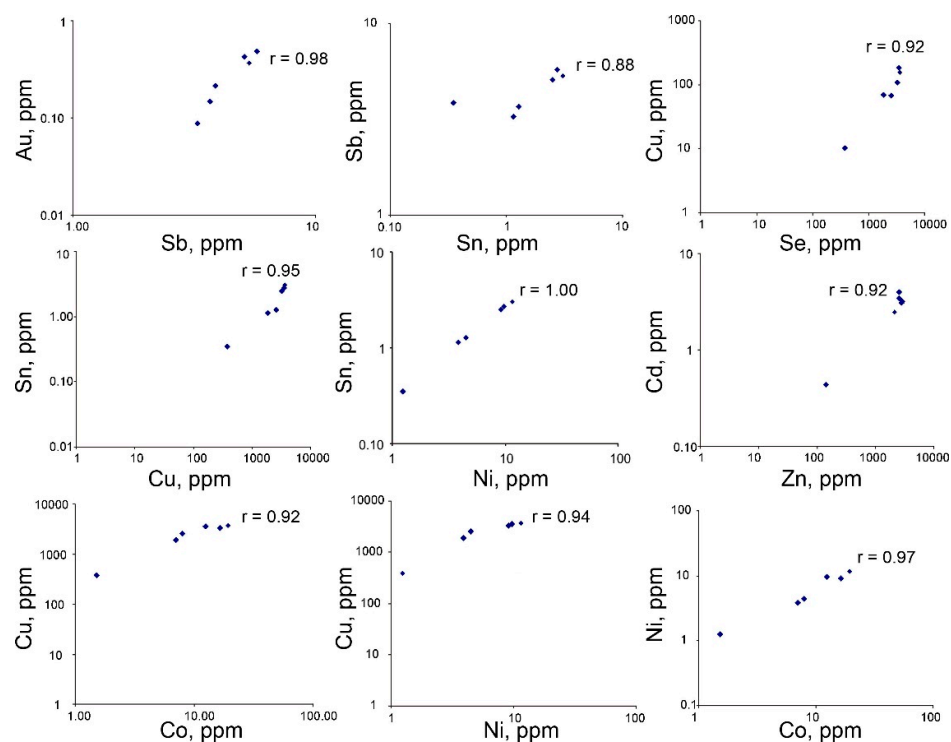 1
r = 0.98
0.10
Au, ppm
0.01
1.00
10
Sb, ppm
10
r = 0.88
Sb, ppm
1
0.10
1
10
Sn, ppm
1000
r = 0.92
100
Cu, ppm
10
1
1
10
100
1000
10000
Se, ppm
10
r = 0.95
1.00
Sn, ppm
0.10
0.01
1
10
100
1000
10000
Cu, ppm
10
r = 1.00
Sn, ppm
1
0.10
1
10
100
Ni, ppm
10
r = 0.92
Cd, ppm
1
0.10
1
10
100
1000
10000
Zn, ppm
10000
r = 0.92
1000
Cu, ppm
100
10
1
1.00
10.00
100.00
Co, ppm
10000
r = 0.94
1000
Cu, ppm
100
10
1
1
10
100
Ni, ppm
100
r = 0.97
10
Ni, ppm
1
0.1
1
10
100
Co, ppm